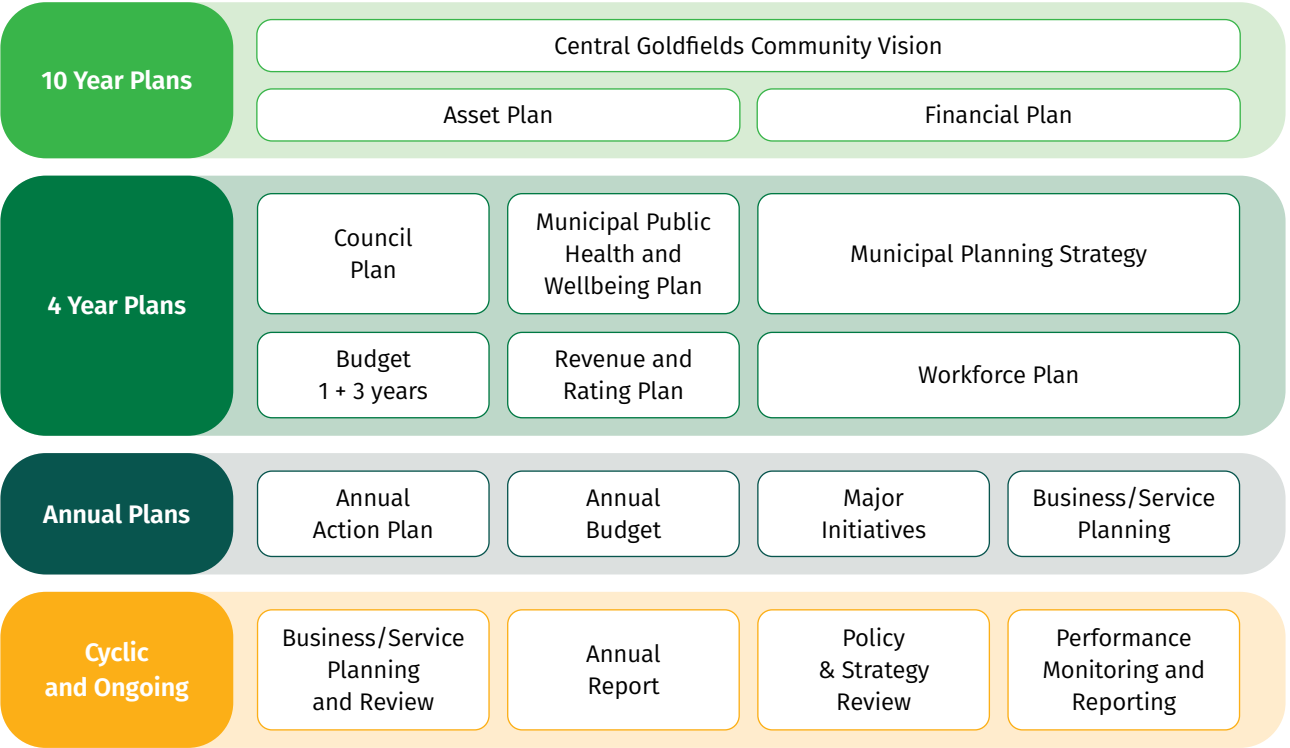 10 Year Plans
Central Goldfields Community Vision
Asset Plan
Financial Plan
4 Year Plans
Council
Plan
Municipal Public
Health and
Wellbeing Plan
Municipal Planning Strategy
Budget
1 + 3 years
Revenue and
Rating Plan
Workforce Plan
Annual Plans
Annual
Action Plan
Annual
Budget
Major
Initiatives
Business/Service
Planning
Cyclic
and Ongoing
Business/Service
Planning
and Review
Annual
Report
Policy
& Strategy
Review
Performance
Monitoring and
Reporting